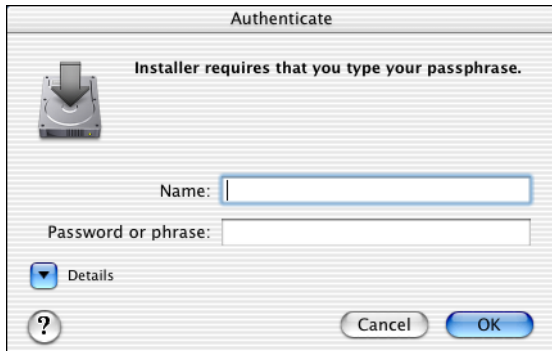 Authenticate
Installer requires that you type your passphrase.
Name:
Password or phrase:
Details
?
Cancel
OK